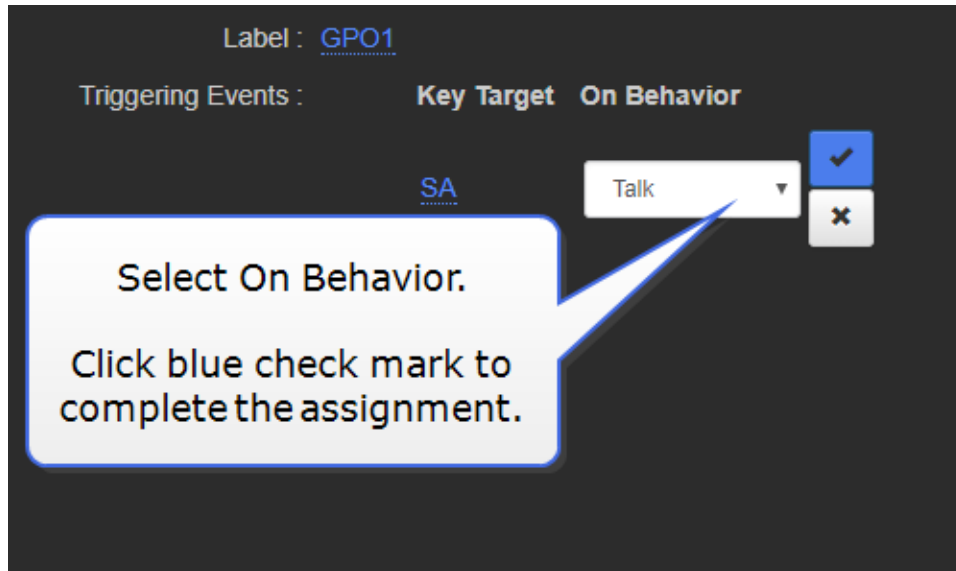 Label : GPO1
Triggering Events : Key Target On Behavior
SA Talk
Select On Behavior.
Click blue check mark to
complete the assignment.